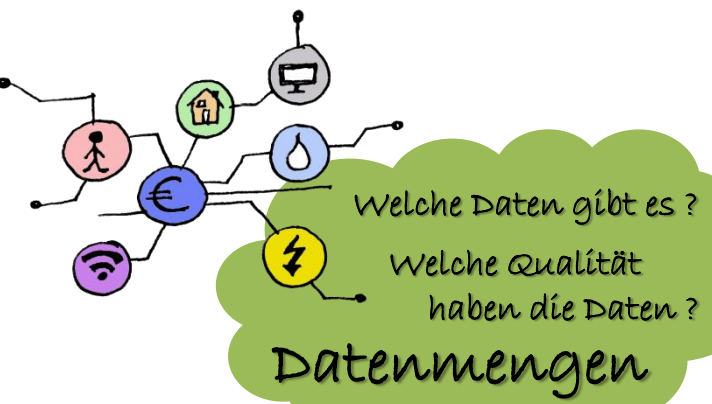 €
Welche Daten gibt es ?
Welche Qualität
haben die Daten ?
Datenmengen